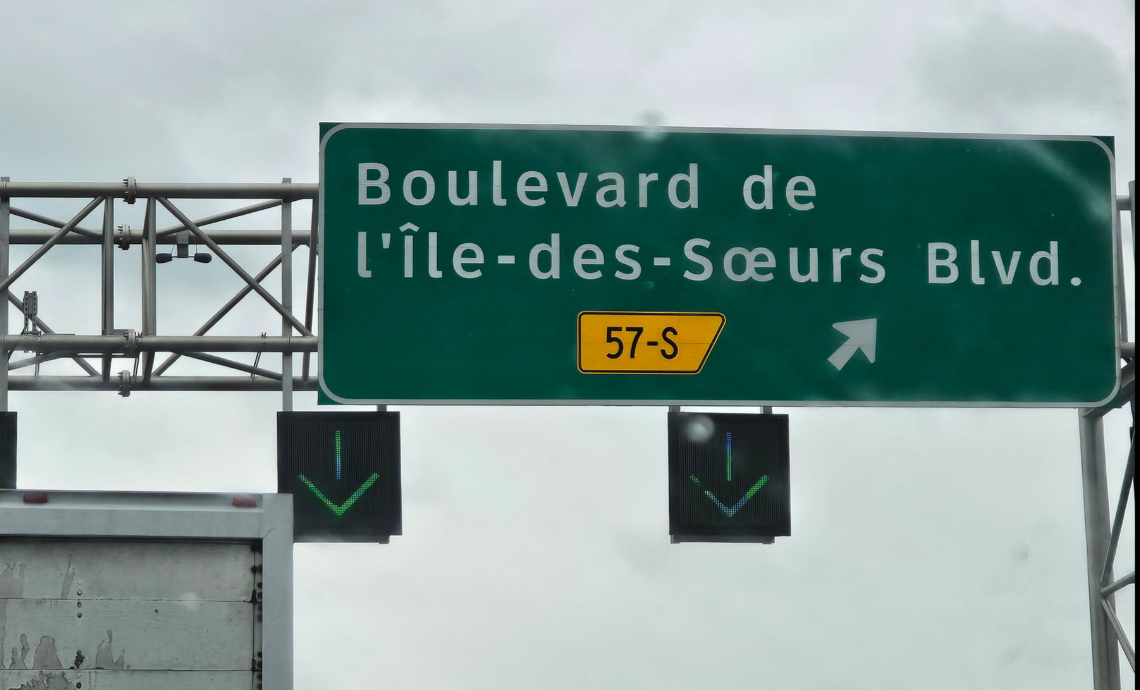 Boulevard de
l'Île-des-Sœurs Blvd.
57-S